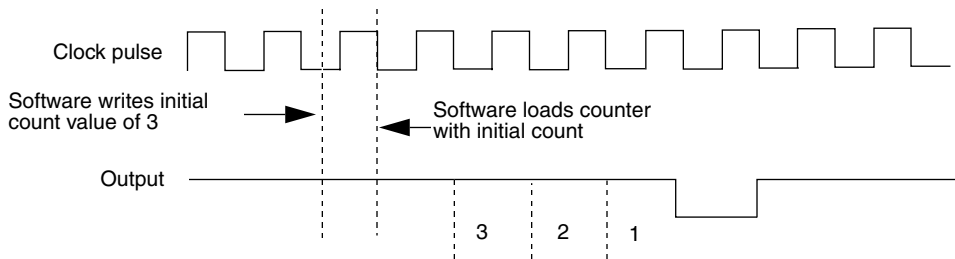 Clock pulse
Software writes initial
count value of 3
Software loads counter
with initial count
Output
3
2
1